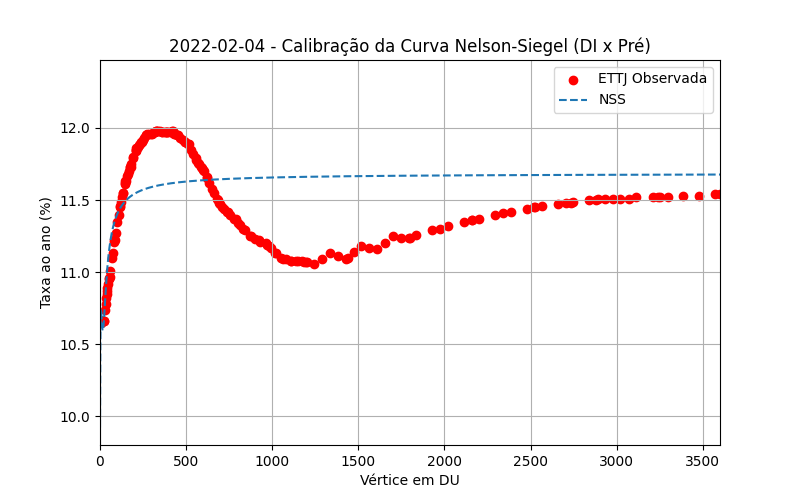 2022-02-04 - Calibração da Curva Nelson-Siegel (DI x Pré)
ETTJ Observada
NSS
12.0
11.5
11.0
10.5
10.0
Taxa ao ano (%)
0 500 1000 1500 2000 2500 3000 3500
Vértice em DU